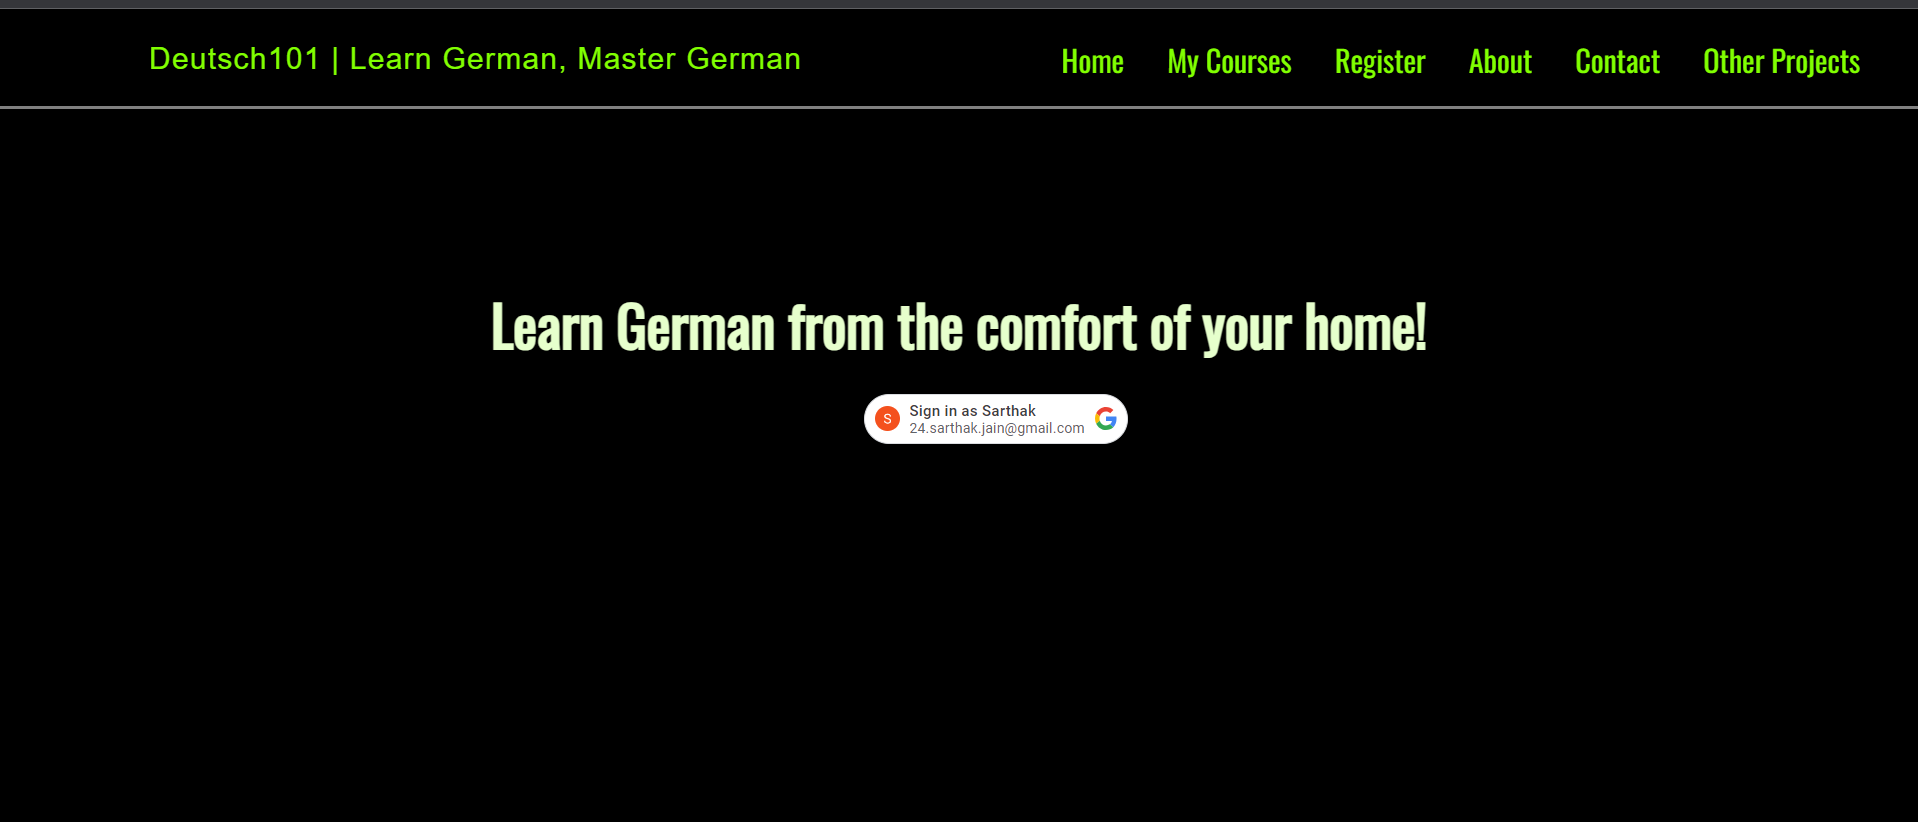 Deutsch101 | Learn German, Master German
Home My Courses Register About Contact Other Projects
Learn German from the comfort of your home!
S
Sign in as Sarthak
24.sarthak.jain@gmail.com
G